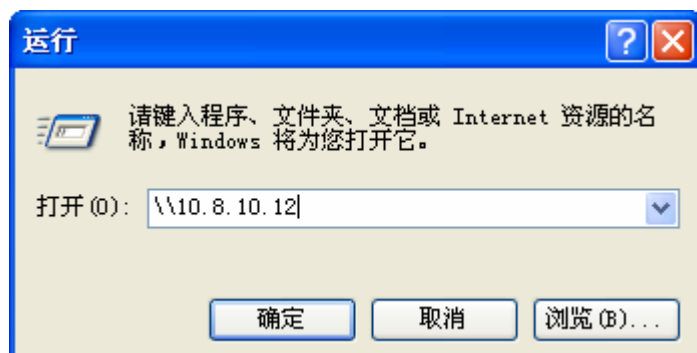 运行
请键入程序、文件夹、文档或 Internet 资源的名
称，Windows 将为您打开它。
打开(O): \\10.8.10.12
确定 取消 浏览(B)...